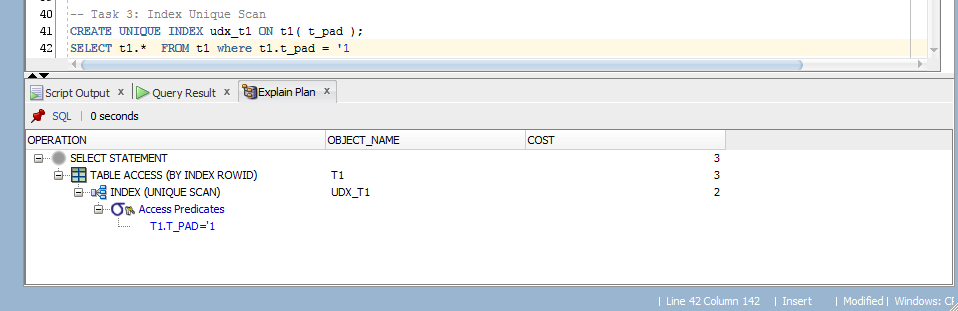 40 -- Task 3: Index Unique Scan
41 CREATE UNIQUE INDEX udx_t1 ON t1( t_pad );
42 SELECT t1.*  FROM t1 where t1.t_pad = '1
Script Output x Query Result x Explain Plan x
SQL | 0 seconds
OPERATION OBJECT_NAME COST
SELECT STATEMENT 3
TABLE ACCESS (BY INDEX ROWID) T1 3
INDEX (UNIQUE SCAN) UDX_T1 2
Access Predicates
T1.T_PAD='1
| Line 42 Column 142 | Insert | Modified | Windows: